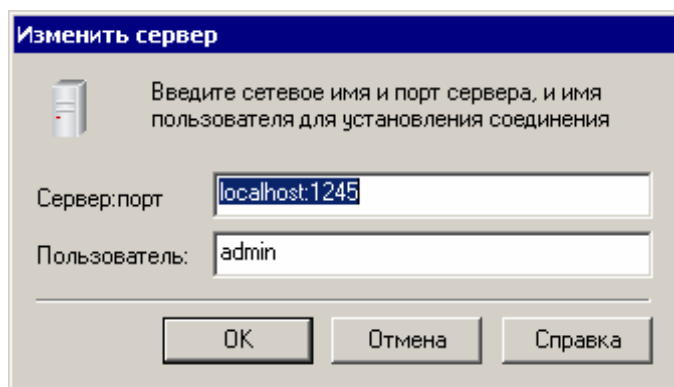 Изменить сервер
Введите сетевое имя и порт сервера, и имя
пользователя для установления соединения
Сервер:порт localhost:1245
Пользователь: admin
OK Отмена Справка